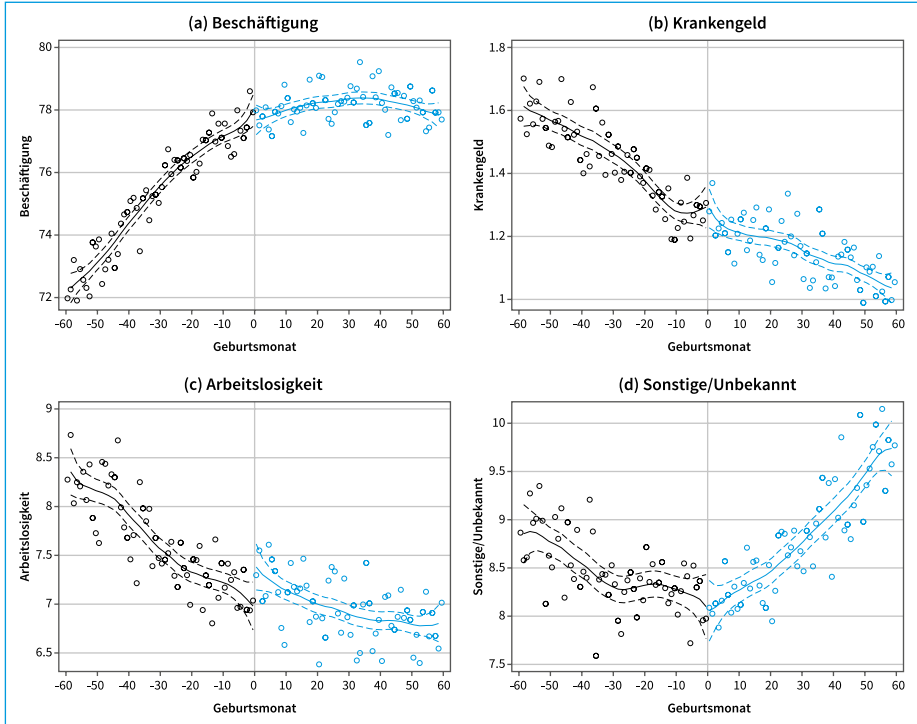 (a) Beschäftigung
Beschäftigung
80
78
76
74
72
-60 -50 -40 -30 -20 -10 0 10 20 30 40 50 60
Geburtsmonat
(b) Krankengeld
Krankengeld
1.8
1.6
1.4
1.2
1
-60 -50 -40 -30 -20 -10 0 10 20 30 40 50 60
Geburtsmonat
(c) Arbeitslosigkeit
Arbeitslosigkeit
9
8.5
8
7.5
7
6.5
-60 -50 -40 -30 -20 -10 0 10 20 30 40 50 60
Geburtsmonat
(d) Sonstige/Unbekannt
Sonstige/Unbekannt
10
9.5
9
8.5
8
7.5
-60 -50 -40 -30 -20 -10 0 10 20 30 40 50 60
Geburtsmonat